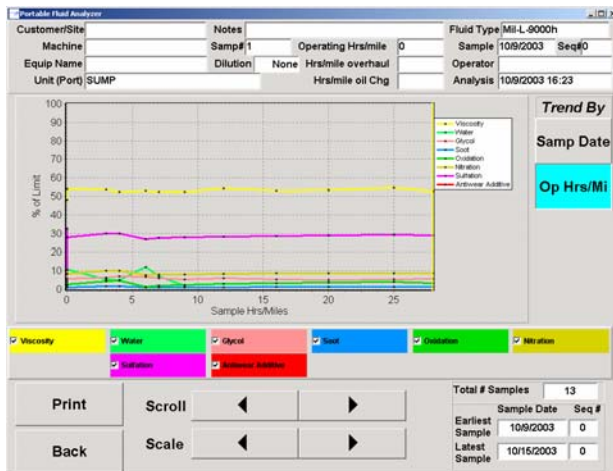 Portable Fluid Analyzer
Customer/Site Notes Fluid Type Mil-L-9000h
Machine Samp# 1 Operating Hrs/mile 0 Sample 10/9/2003 Seq# 0
Equip Name Dilution None Hrs/mile overhaul Operator
Unit (Port) SUMP Hrs/mile oil Chg Analysis 10/9/2003 16:23
Trend By
Samp Date
Op Hrs/Mi
% of Limit
100
90
80
70
60
50
40
30
20
10
0
0 5 10 15 20 25
Sample Hrs/Miles
Viscosity
Water
Glycol
Soot
Oxidation
Nitration
Sulfation
Antiwear Additive
Viscosity Water Glycol Soot Oxidation Nitration
Sulfation Antiwear Additive
Print Scroll
Back Scale
Total # Samples 13
Sample Date Seq #
Earliest Sample 10/9/2003 0
Latest Sample 10/15/2003 0